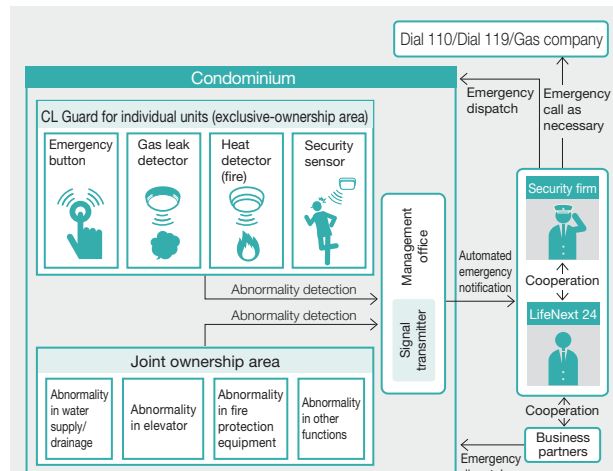 Dial 110/Dial 119/Gas company
Condominium
CL Guard for individual units (exclusive-ownership area)
Emergency
button
Gas leak
detector
Heat
detector
(fire)
Security
sensor
Management
office
Signal
transmitter
Abnormality detection
Abnormality detection
Joint ownership area
Abnormality
in water
supply/
drainage
Abnormality
in elevator
Abnormality
in fire
protection
equipment
Abnormality
in other
functions
Automated
emergency
notification
Emergency
dispatch
Emergency
call as
necessary
Security firm
Cooperation
LifeNext 24
Cooperation
Business
partners
Emergency